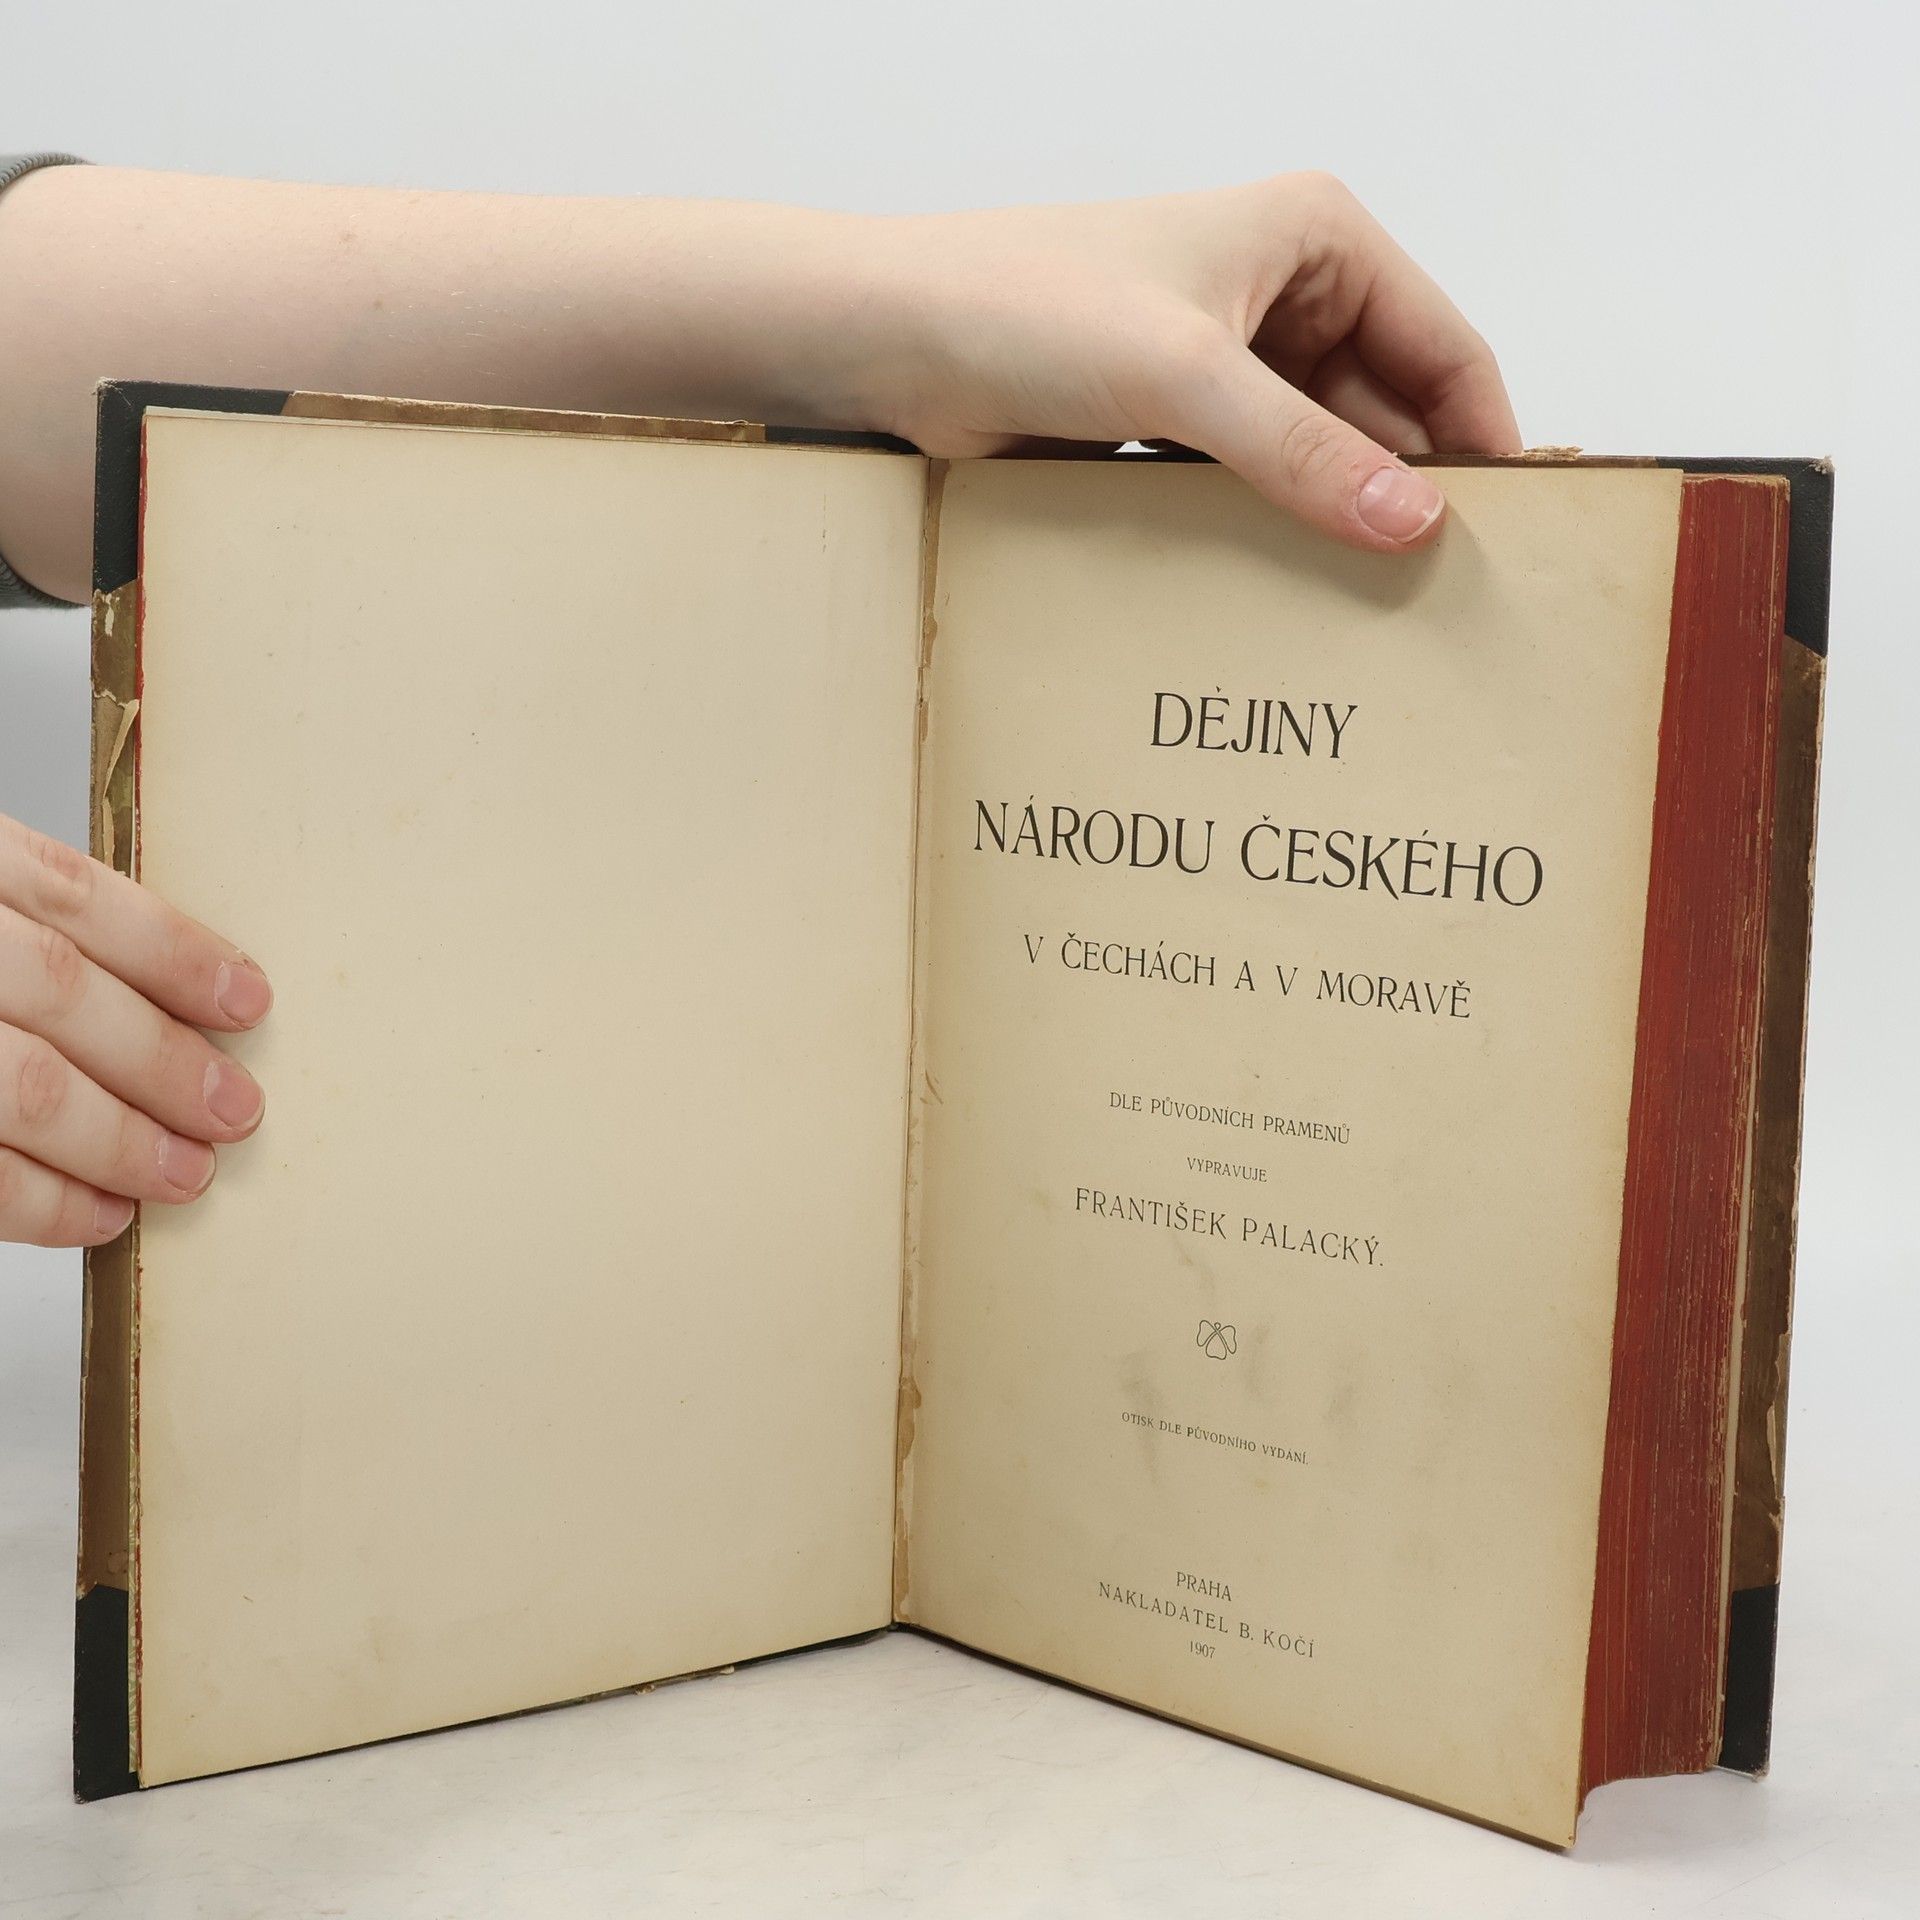 DĚJINY
NÁRODU ČESKÉHO
V ČECHÁCH A V MORAVĚ
DLE PŮVODNÍCH PRAMENŮ
VYPRAVUJE
FRANTIŠEK PALACKÝ.
OTISK DLE PŮVODNÍHO VYDÁNÍ.
PRAHA
NAKLADATEL B. KOČÍ
1907